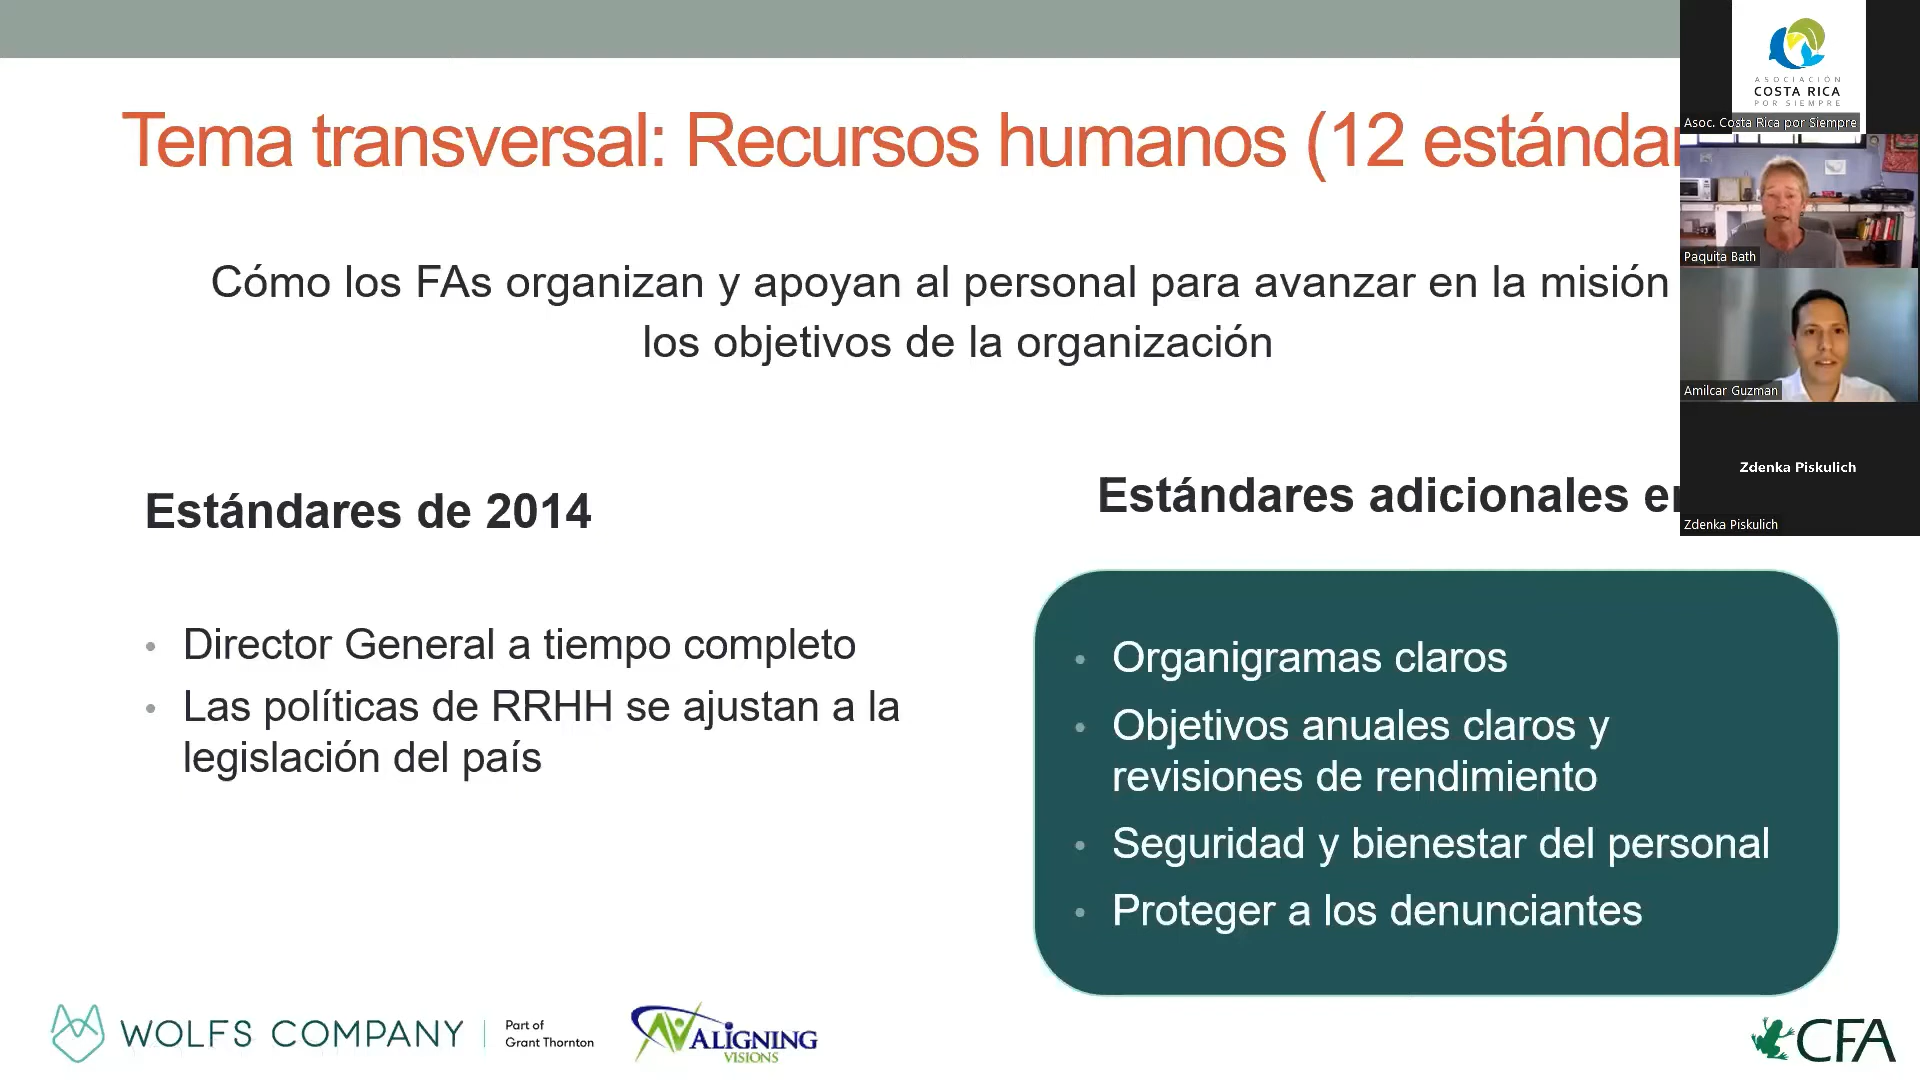 Tema transversal: Recursos humanos (12 estándar
Cómo los FAs organizan y apoyan al personal para avanzar en la misión
los objetivos de la organización
Estándares de 2014
• Director General a tiempo completo
• Las políticas de RRHH se ajustan a la
legislación del país
Estándares adicionales en
• Organigramas claros
• Objetivos anuales claros y
revisiones de rendimiento
• Seguridad y bienestar del personal
• Proteger a los denunciantes
WOLFS COMPANY
Part of
Grant Thornton
ALIGNING
VISIONS
CFA
ASOCIACIÓN
COSTA RICA
POR SIEMPRE
Asoc. Costa Rica por Siempre
Paquita Bath
Amilcar Guzman
Zdenka Piskulich
Zdenka Piskulich